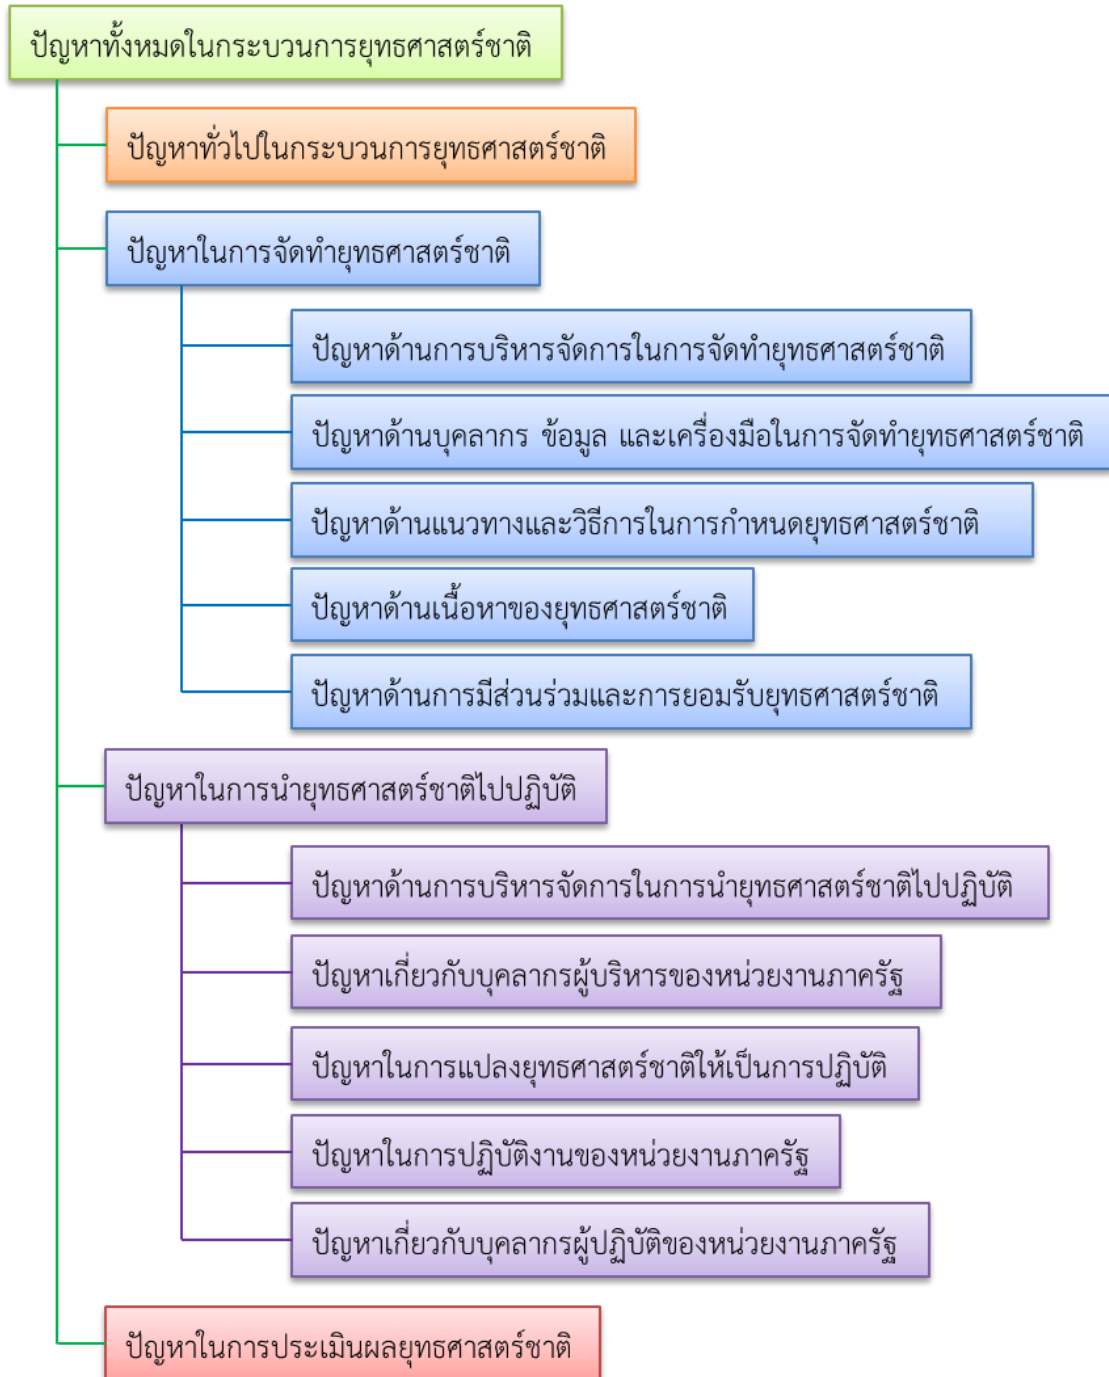 ปัญหาทั้งหมดในกระบวนการยุทธศาสตร์ชาติ
ปัญหาทั่วไปในกระบวนการยุทธศาสตร์ชาติ
ปัญหาในการจัดทำยุทธศาสตร์ชาติ
ปัญหาด้านการบริหารจัดการในการจัดทำยุทธศาสตร์ชาติ
ปัญหาด้านบุคลากร ข้อมูล และเครื่องมือในการจัดทำยุทธศาสตร์ชาติ
ปัญหาด้านแนวทางและวิธีการในการกำหนดยุทธศาสตร์ชาติ
ปัญหาด้านเนื้อหาของยุทธศาสตร์ชาติ
ปัญหาด้านการมีส่วนร่วมและการยอมรับยุทธศาสตร์ชาติ
ปัญหาในการนำยุทธศาสตร์ชาติไปปฏิบัติ
ปัญหาด้านการบริหารจัดการในการนำยุทธศาสตร์ชาติไปปฏิบัติ
ปัญหาเกี่ยวกับบุคลากรผู้บริหารของหน่วยงานภาครัฐ
ปัญหาในการแปลงยุทธศาสตร์ชาติให้เป็นการปฏิบัติ
ปัญหาในการปฏิบัติงานของหน่วยงานภาครัฐ
ปัญหาเกี่ยวกับบุคลากรผู้ปฏิบัติของหน่วยงานภาครัฐ
ปัญหาในการประเมินผลยุทธศาสตร์ชาติ